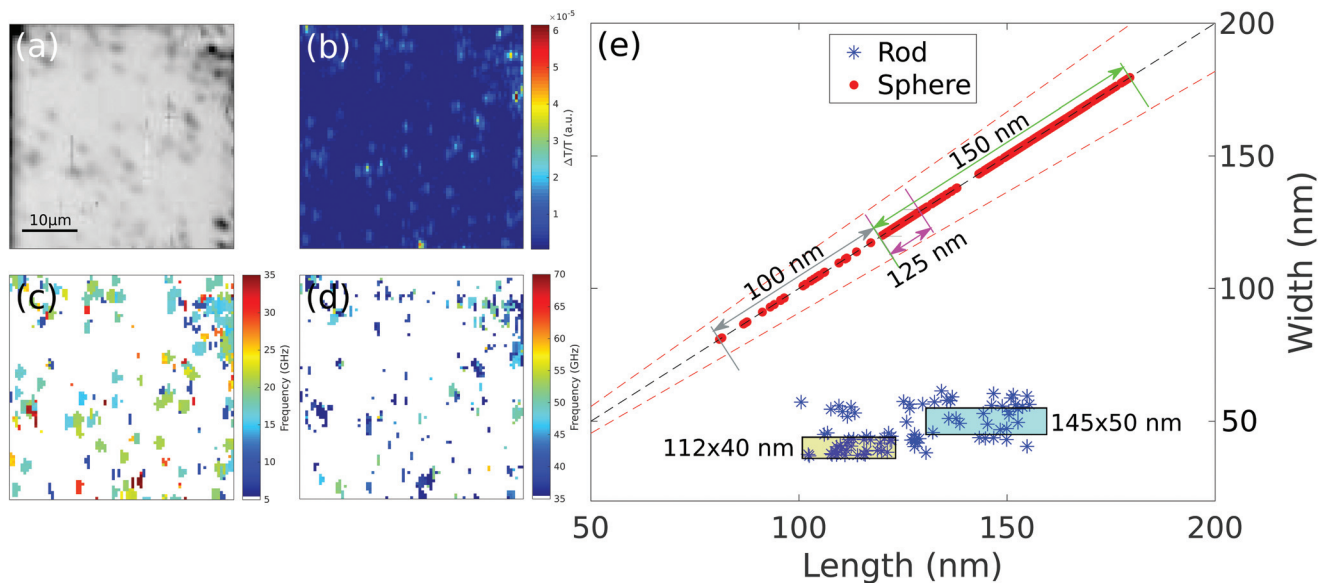 (a)
10μm
(b)
×10⁻⁵
6
5
4
3
2
1
ΔT/T (a.u.)
(c)
35
30
25
20
15
10
5
Frequency (GHz)
(d)
70
65
60
55
50
45
40
35
Frequency (GHz)
(e)
Rod
Sphere
150 nm
100 nm
125 nm
112x40 nm
145x50 nm
200
150
100
50
Width (nm)
50
100
150
200
Length (nm)